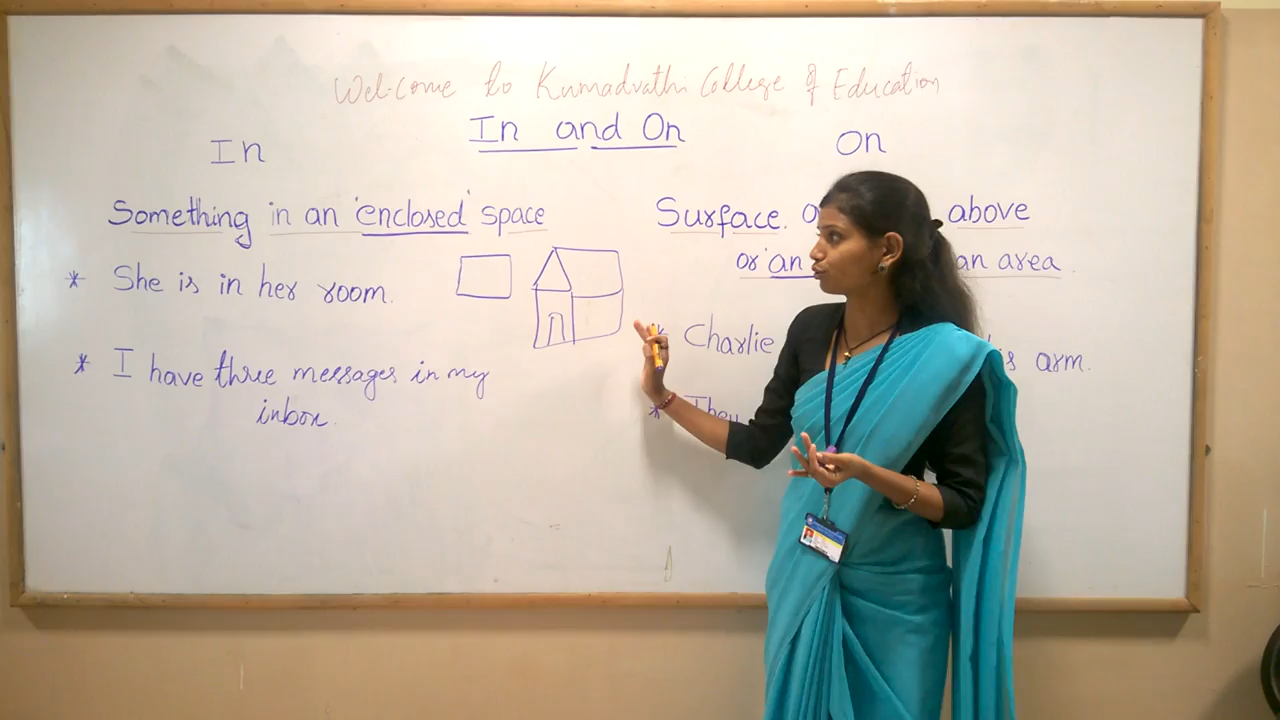 Wel-come to Kumadvathi College of Education
In and On
In
Something in an 'enclosed' space
* She is in her room.
* I have three messages in my
inbox.
On
Surface. above
or an an area.
* Charlie arm.
* They